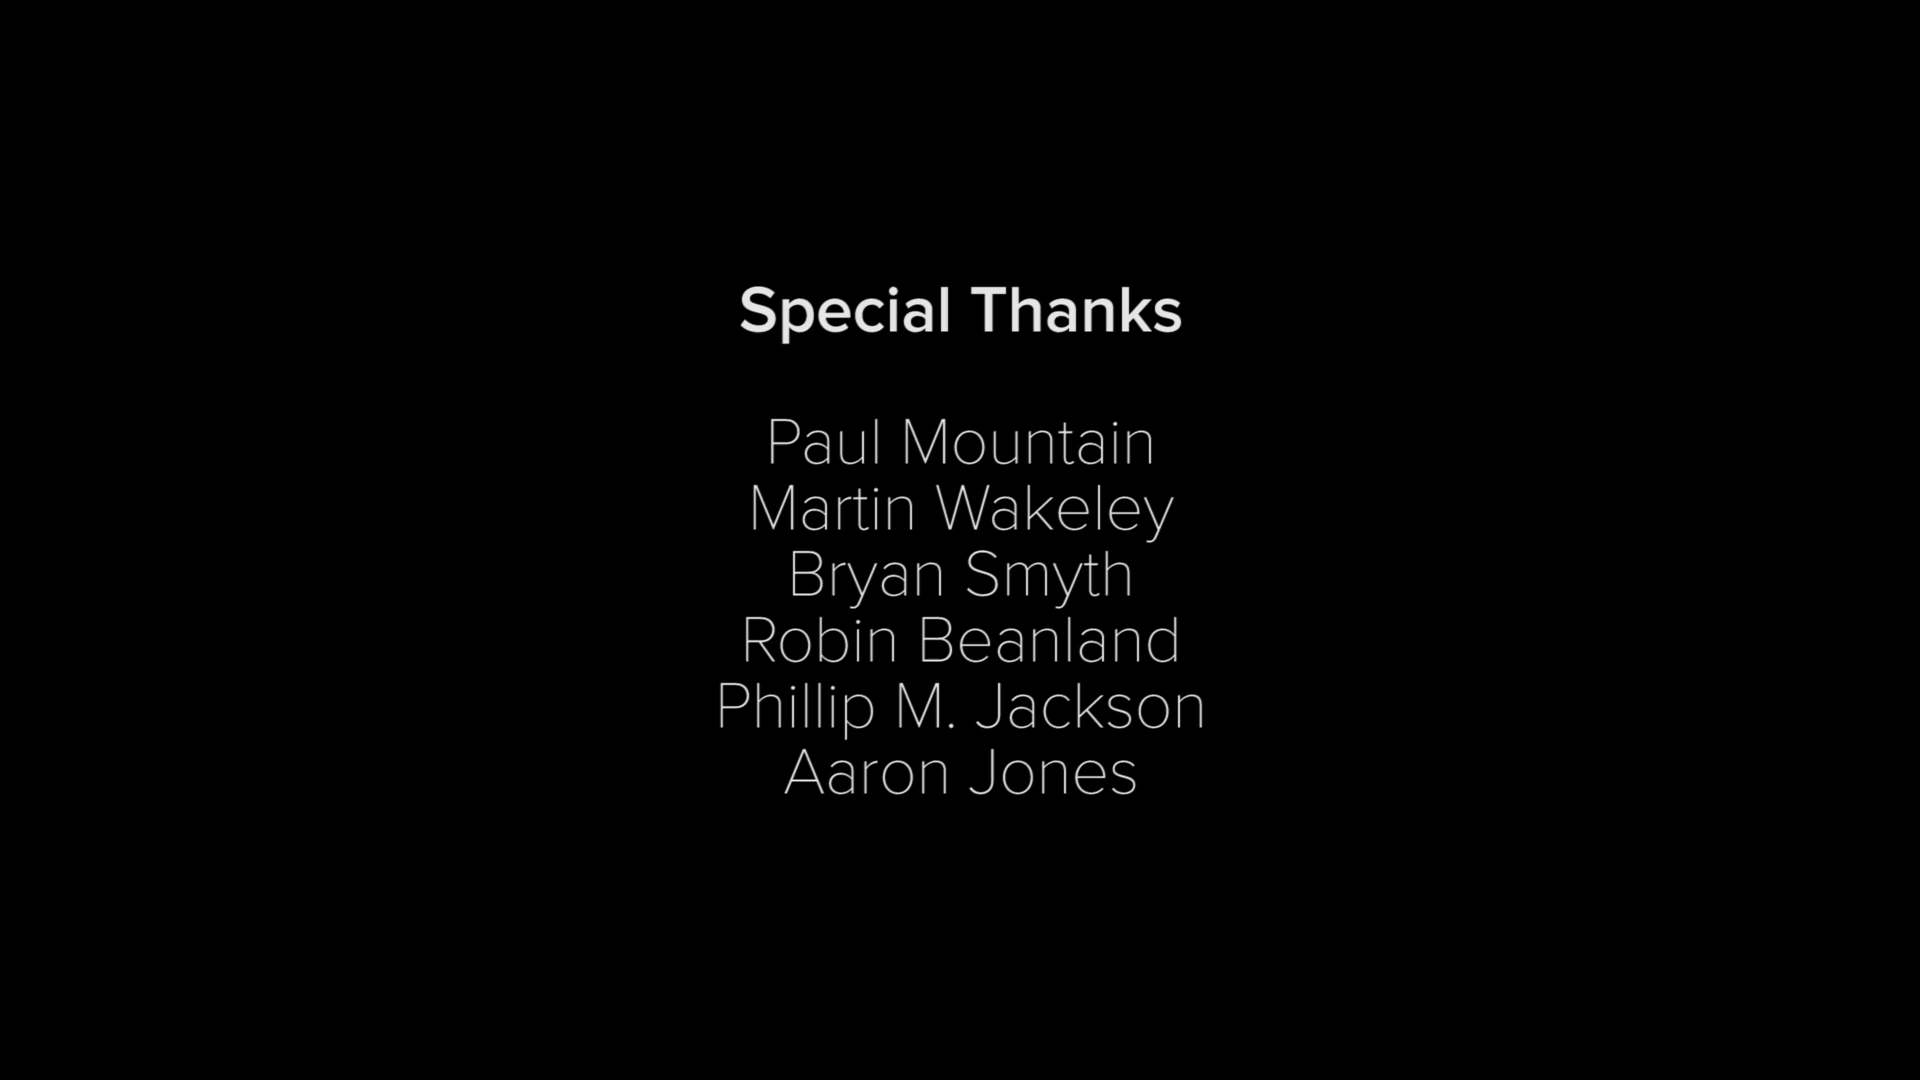 Special Thanks
Paul Mountain
Martin Wakeley
Bryan Smyth
Robin Beanland
Phillip M. Jackson
Aaron Jones